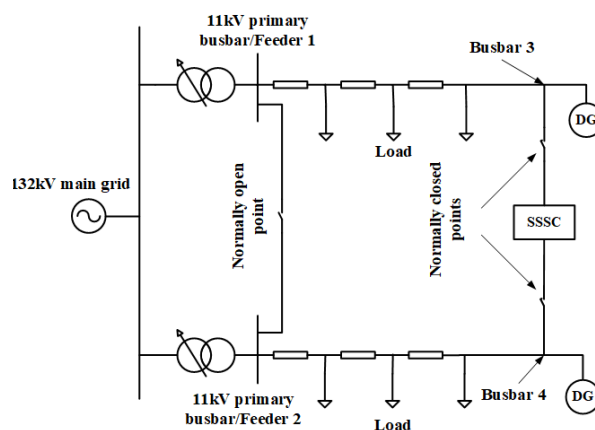 11kV primary
busbar/Feeder 1
Busbar 3
DG
Load
132kV main grid
Normally open
point
Normally closed
points
SSSC
Busbar 4
11kV primary
busbar/Feeder 2
Load
DG